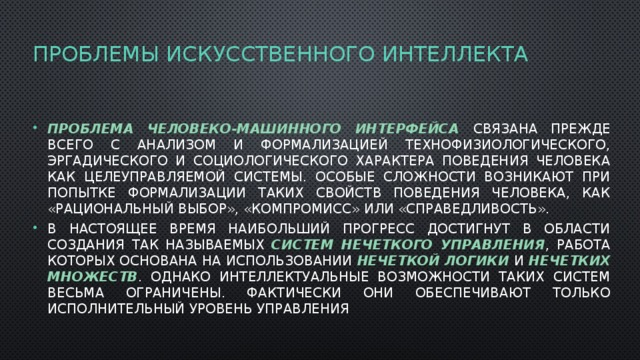 ПРОБЛЕМЫ ИСКУССТВЕННОГО ИНТЕЛЛЕКТА
• ПРОБЛЕМА ЧЕЛОВЕКО-МАШИННОГО ИНТЕРФЕЙСА СВЯЗАНА ПРЕЖДЕ
ВСЕГО С АНАЛИЗОМ И ФОРМАЛИЗАЦИЕЙ ТЕХНОФИЗИОЛОГИЧЕСКОГО,
ЭРГАДИЧЕСКОГО И СОЦИОЛОГИЧЕСКОГО ХАРАКТЕРА ПОВЕДЕНИЯ ЧЕЛОВЕКА
КАК ЦЕЛЕУПРАВЛЯЕМОЙ СИСТЕМЫ. ОСОБЫЕ СЛОЖНОСТИ ВОЗНИКАЮТ ПРИ
ПОПЫТКЕ ФОРМАЛИЗАЦИИ ТАКИХ СВОЙСТВ ПОВЕДЕНИЯ ЧЕЛОВЕКА, КАК
«РАЦИОНАЛЬНЫЙ ВЫБОР», «КОМПРОМИСС» ИЛИ «СПРАВЕДЛИВОСТЬ».
• В НАСТОЯЩЕЕ ВРЕМЯ НАИБОЛЬШИЙ ПРОГРЕСС ДОСТИГНУТ В ОБЛАСТИ
СОЗДАНИЯ ТАК НАЗЫВАЕМЫХ СИСТЕМ НЕЧЕТКОГО УПРАВЛЕНИЯ, РАБОТА
КОТОРЫХ ОСНОВАНА НА ИСПОЛЬЗОВАНИИ НЕЧЕТКОЙ ЛОГИКИ И НЕЧЕТКИХ
МНОЖЕСТВ. ОДНАКО ИНТЕЛЛЕКТУАЛЬНЫЕ ВОЗМОЖНОСТИ ТАКИХ СИСТЕМ
ВЕСЬМА ОГРАНИЧЕНЫ. ФАКТИЧЕСКИ ОНИ ОБЕСПЕЧИВАЮТ ТОЛЬКО
ИСПОЛНИТЕЛЬНЫЙ УРОВЕНЬ УПРАВЛЕНИЯ